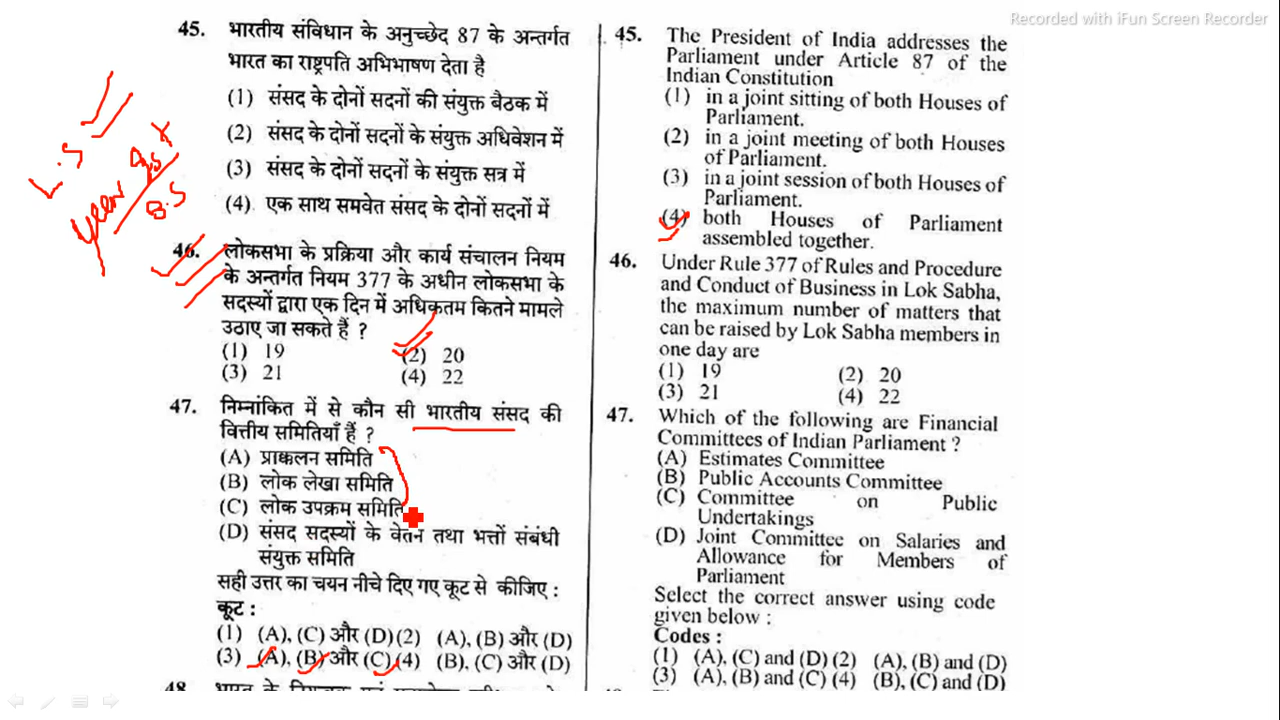 Recorded with iFun Screen Recorder
45. भारतीय संविधान के अनुच्छेद 87 के अन्तर्गत
भारत का राष्ट्रपति अभिभाषण देता है
(1) संसद के दोनों सदनों की संयुक्त बैठक में
(2) संसद के दोनों सदनों के संयुक्त अधिवेशन में
(3) संसद के दोनों सदनों के संयुक्त सत्र में
(4) एक साथ समवेत संसद के दोनों सदनों में
46. लोकसभा के प्रक्रिया और कार्य संचालन नियम
के अन्तर्गत नियम 377 के अधीन लोकसभा के
सदस्यों द्वारा एक दिन में अधिकतम कितने मामले
उठाए जा सकते हैं ?
(1) 19 (2) 20
(3) 21 (4) 22
47. निम्नांकित में से कौन सी भारतीय संसद की
वित्तीय समितियाँ हैं ?
(A) प्राक्कलन समिति
(B) लोक लेखा समिति
(C) लोक उपक्रम समिति
(D) संसद सदस्यों के वेतन तथा भत्तों संबंधी
संयुक्त समिति
सही उत्तर का चयन नीचे दिए गए कूट से कीजिए :
कूट :
(1) (A), (C) और (D) (2) (A), (B) और (D)
(3) (A), (B) और (C) (4) (B), (C) और (D)
45. The President of India addresses the
Parliament under Article 87 of the
Indian Constitution
(1) in a joint sitting of both Houses of
Parliament.
(2) in a joint meeting of both Houses
of Parliament.
(3) in a joint session of both Houses of
Parliament.
(4) both Houses of Parliament
assembled together.
46. Under Rule 377 of Rules and Procedure
and Conduct of Business in Lok Sabha,
the maximum number of matters that
can be raised by Lok Sabha members in
one day are
(1) 19 (2) 20
(3) 21 (4) 22
47. Which of the following are Financial
Committees of Indian Parliament ?
(A) Estimates Committee
(B) Public Accounts Committee
(C) Committee on Public
Undertakings
(D) Joint Committee on Salaries and
Allowance for Members of
Parliament
Select the correct answer using code
given below :
Codes :
(1) (A), (C) and (D) (2) (A), (B) and (D)
(3) (A), (B) and (C) (4) (B), (C) and (D)
L.S
B.S